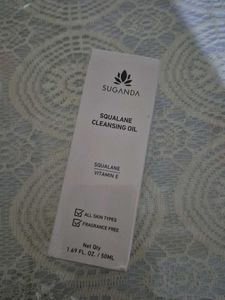 SUGANDA
SQUALANE
CLEANSING OIL
SQUALANE
VITAMIN E
ALL SKIN TYPES
FRAGRANCE FREE
Net Qty
1.69 FL. OZ. / 50ML